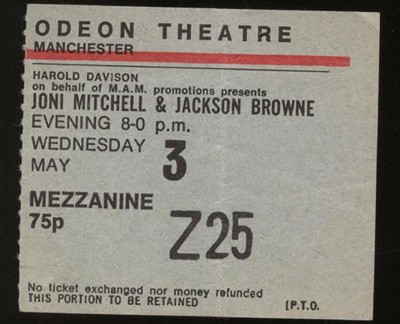 ODEON THEATRE
MANCHESTER
HAROLD DAVISON
on behalf of M.A.M. promotions presents
JONI MITCHELL & JACKSON BROWNE
EVENING 8-0 p.m.
WEDNESDAY
MAY 3
MEZZANINE
75p
Z25
No ticket exchanged nor money refunded
THIS PORTION TO BE RETAINED [P.T.O.